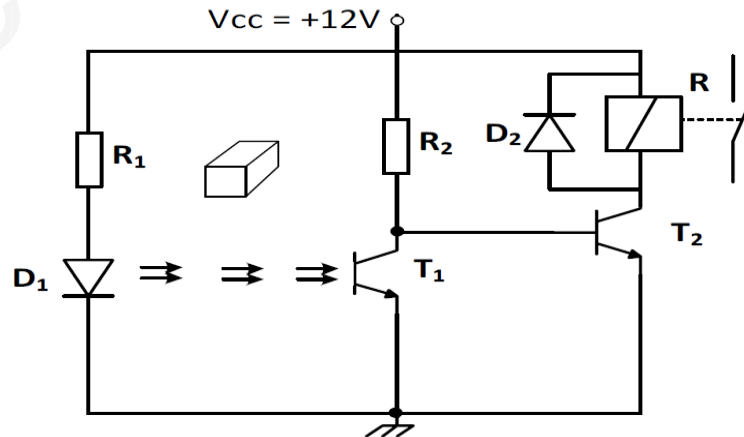 Vcc = +12V
R
R₁
R₂
D₂
T₂
D₁
T₁